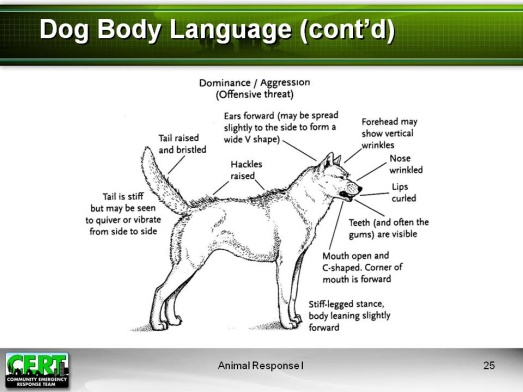 Dog Body Language (cont’d)
Dominance / Aggression
(Offensive threat)
Ears forward (may be spread
slightly to the side to form a
wide V shape)
Forehead may
show vertical
wrinkles
Tail raised
and bristled
Hackles
raised
Nose
wrinkled
Lips
curled
Tail is stiff
but may be seen
to quiver or vibrate
from side to side
Teeth (and often the
gums) are visible
Mouth open and
C-shaped. Corner of
mouth is forward
Stiff-legged stance,
body leaning slightly
forward
CERT
COMMUNITY EMERGENCY
RESPONSE TEAM
Animal Response I
25